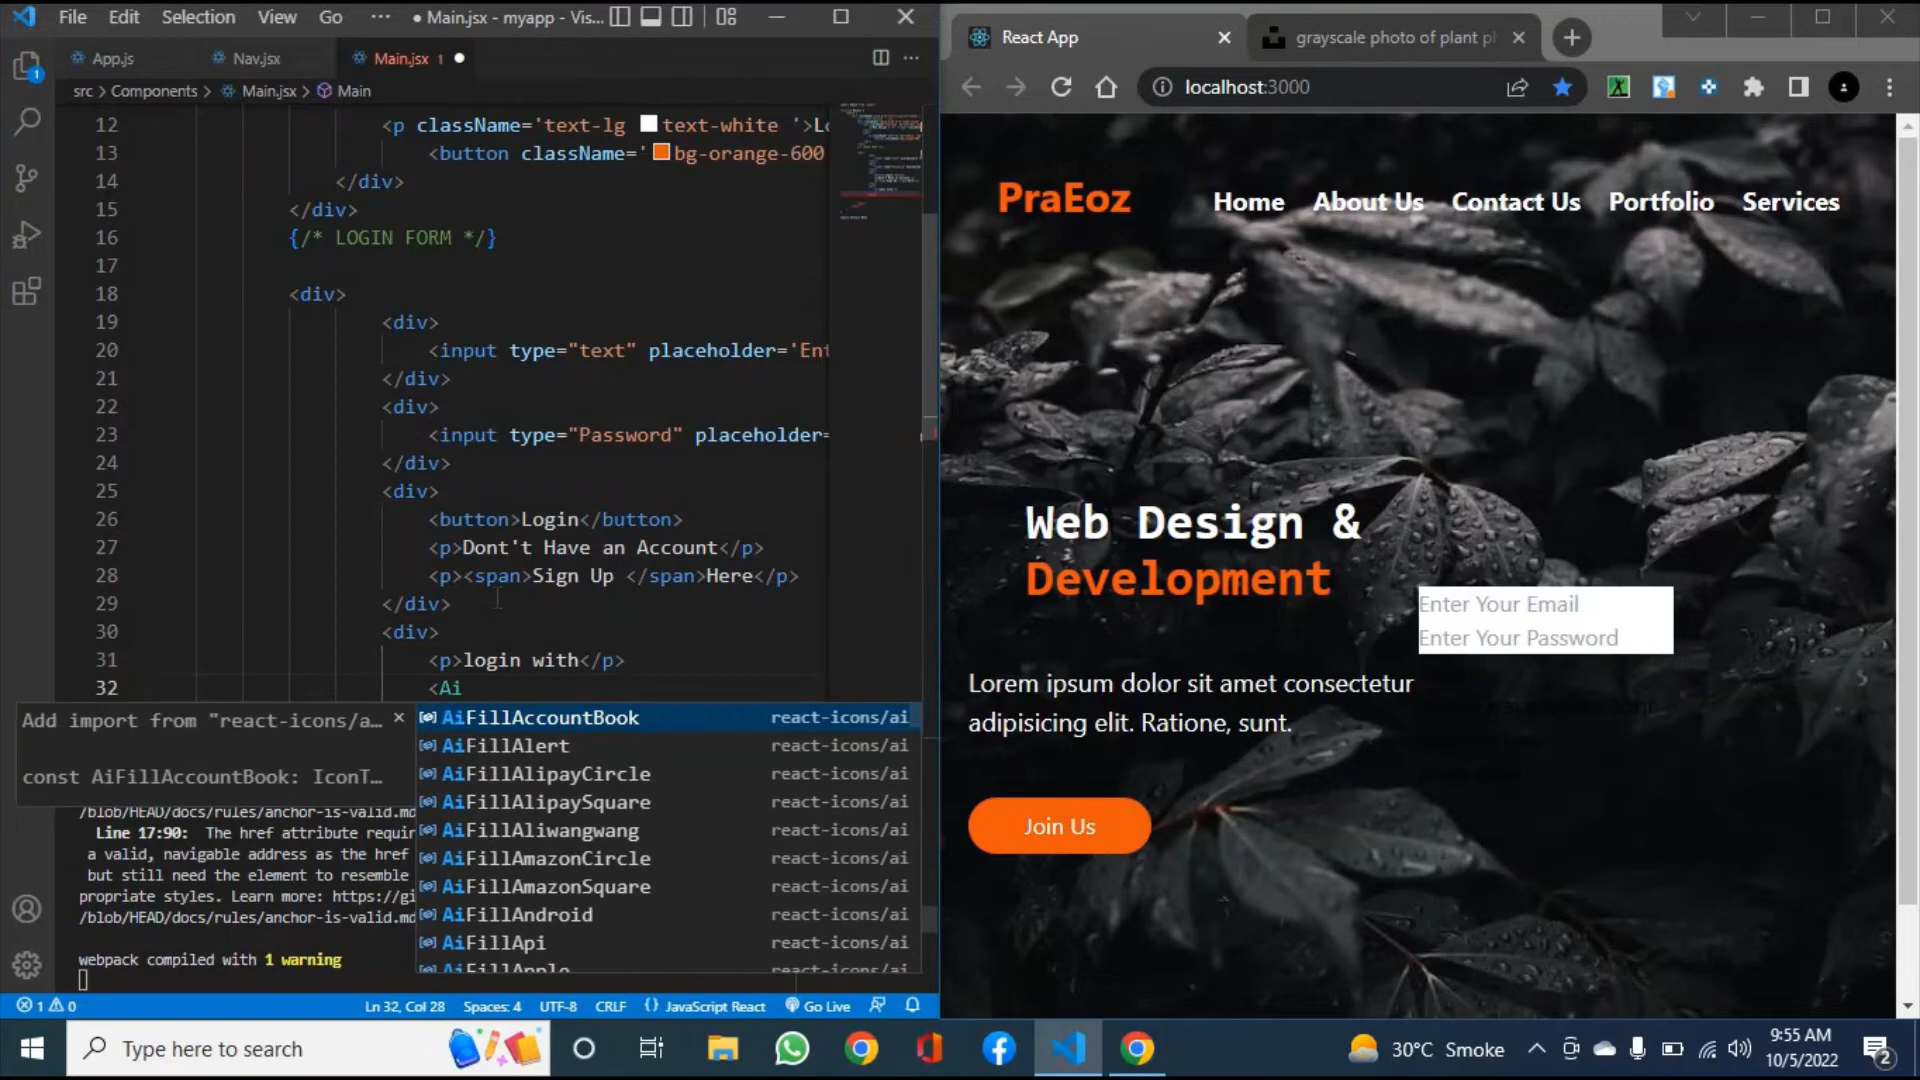 File Edit Selection View Go ··· ● Main.jsx - myapp - Vis...
App.js Nav.jsx Main.jsx 1 ●
src > Components > Main.jsx > Main
12 <p className='text-lg text-white '>Lo
13 <button className=' bg-orange-600
14 </div>
15 </div>
16 {/* LOGIN FORM */}
17
18 <div>
19 <div>
20 <input type="text" placeholder='Ent
21 </div>
22 <div>
23 <input type="Password" placeholder=
24 </div>
25 <div>
26 <button>Login</button>
27 <p>Dont't Have an Account</p>
28 <p><span>Sign Up </span>Here</p>
29 </div>
30 <div>
31 <p>login with</p>
32 <Ai
Add import from "react-icons/a...
const AiFillAccountBook: IconT...
AiFillAccountBook react-icons/ai
AiFillAlert react-icons/ai
AiFillAlipayCircle react-icons/ai
AiFillAlipaySquare react-icons/ai
AiFillAliwangwang react-icons/ai
AiFillAmazonCircle react-icons/ai
AiFillAmazonSquare react-icons/ai
AiFillAndroid react-icons/ai
AiFillApi react-icons/ai
AiFillApple react-icons/ai
/blob/HEAD/docs/rules/anchor-is-valid.md
Line 17:90: The href attribute requir
a valid, navigable address as the href
but still need the element to resemble
propriate styles. Learn more: https://gi
/blob/HEAD/docs/rules/anchor-is-valid.md
webpack compiled with 1 warning
1 0 Ln 32, Col 28 Spaces: 4 UTF-8 CRLF {} JavaScript React Go Live
React App grayscale photo of plant ph
localhost:3000
PraEoz Home About Us Contact Us Portfolio Services
Web Design &
Development
Enter Your Email
Enter Your Password
Lorem ipsum dolor sit amet consectetur
adipisicing elit. Ratione, sunt.
Join Us
Type here to search
30°C Smoke
9:55 AM
10/5/2022
2